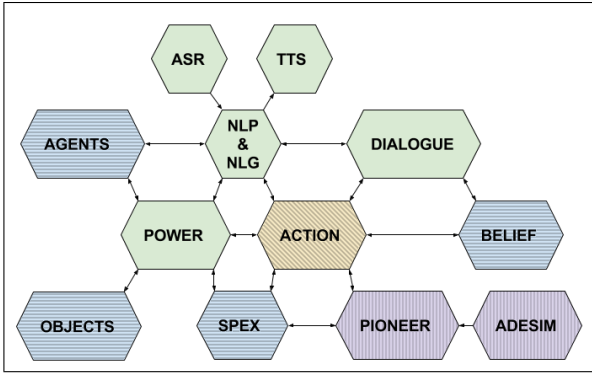 ASR
TTS
AGENTS
NLP
&
NLG
DIALOGUE
POWER
ACTION
BELIEF
OBJECTS
SPEX
PIONEER
ADESIM